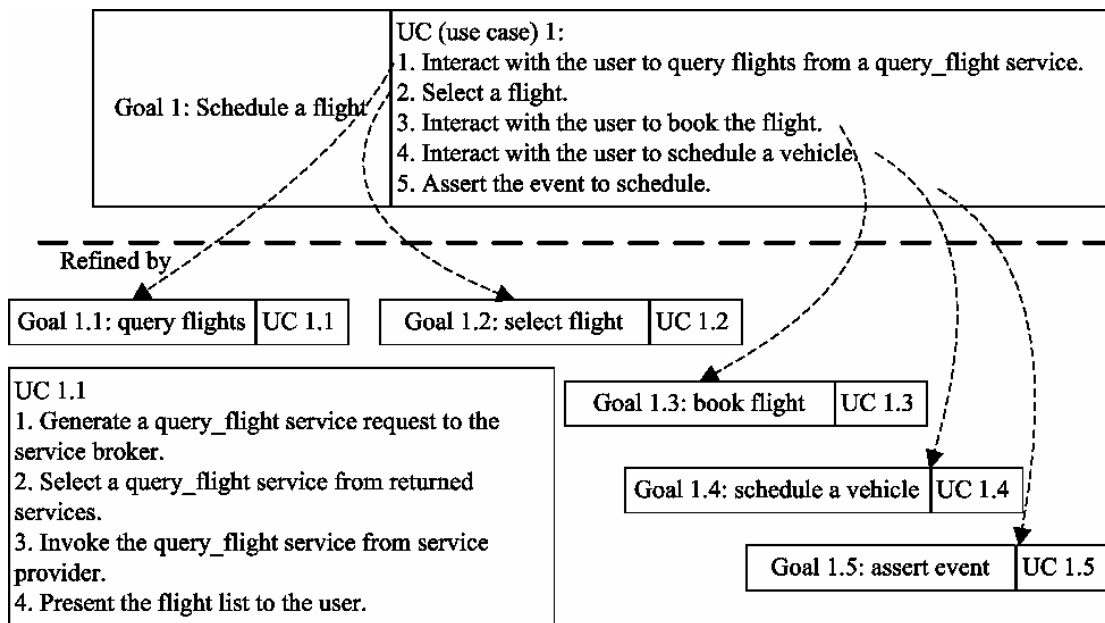 UC (use case) 1:
1. Interact with the user to query flights from a query_flight service.
Goal 1: Schedule a flight
2. Select a flight.
3. Interact with the user to book the flight.
4. Interact with the user to schedule a vehicle.
5. Assert the event to schedule.
Refined by
Goal 1.1: query flights UC 1.1
Goal 1.2: select flight UC 1.2
UC 1.1
1. Generate a query_flight service request to the
service broker.
2. Select a query_flight service from returned
services.
3. Invoke the query_flight service from service
provider.
4. Present the flight list to the user.
Goal 1.3: book flight UC 1.3
Goal 1.4: schedule a vehicle UC 1.4
Goal 1.5: assert event UC 1.5